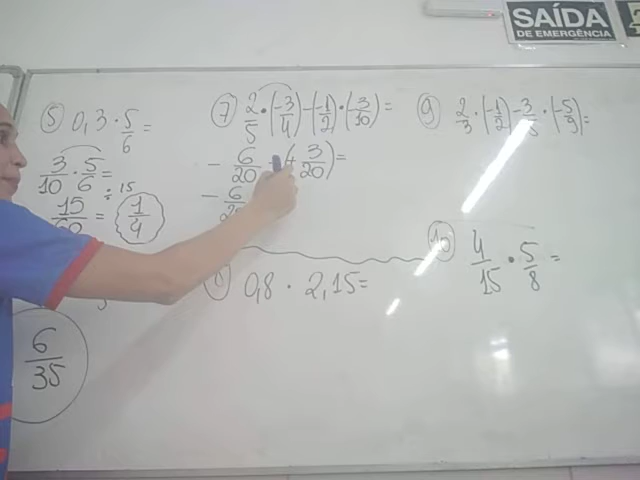 SAÍDA
DE EMERGÊNCIA
5 0,3 · 5/6 =
3/10 · 5/6
÷ 15
15/60 = 1/4
6/35
7 2/5 · (-3/4) - (-1/2) · (3/10) =
- 6/20 - (+ 3/20) =
- 6/
0,8 · 2,15 =
9 2/3 · (-1/2) - 3/ · (-5/9) =
10 4/15 · 5/8 =